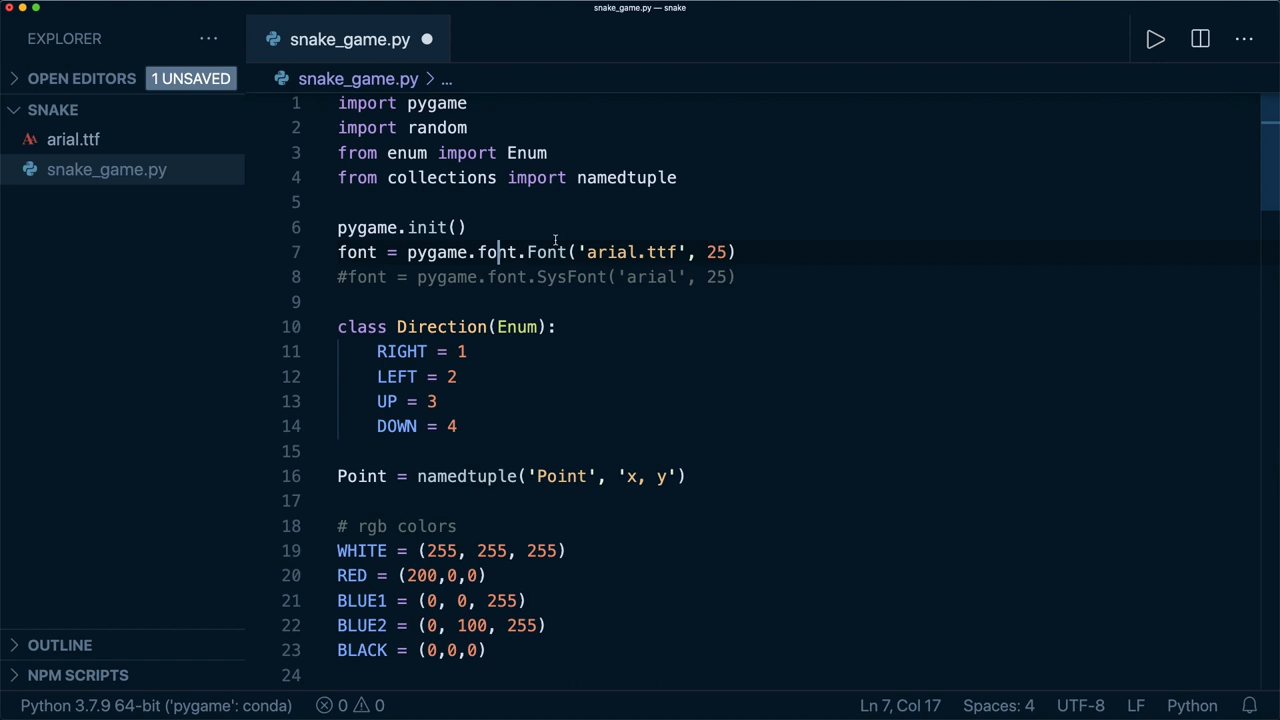 snake_game.py — snake
EXPLORER
snake_game.py
OPEN EDITORS 1 UNSAVED
snake_game.py > ...
SNAKE
arial.ttf
snake_game.py
1 import pygame
2 import random
3 from enum import Enum
4 from collections import namedtuple
5
6 pygame.init()
7 font = pygame.font.Font('arial.ttf', 25)
8 #font = pygame.font.SysFont('arial', 25)
9
10 class Direction(Enum):
11     RIGHT = 1
12     LEFT = 2
13     UP = 3
14     DOWN = 4
15
16 Point = namedtuple('Point', 'x, y')
17
18 # rgb colors
19 WHITE = (255, 255, 255)
20 RED = (200,0,0)
21 BLUE1 = (0, 0, 255)
22 BLUE2 = (0, 100, 255)
23 BLACK = (0,0,0)
24
OUTLINE
NPM SCRIPTS
Python 3.7.9 64-bit ('pygame': conda) 0 0 Ln 7, Col 17 Spaces: 4 UTF-8 LF Python